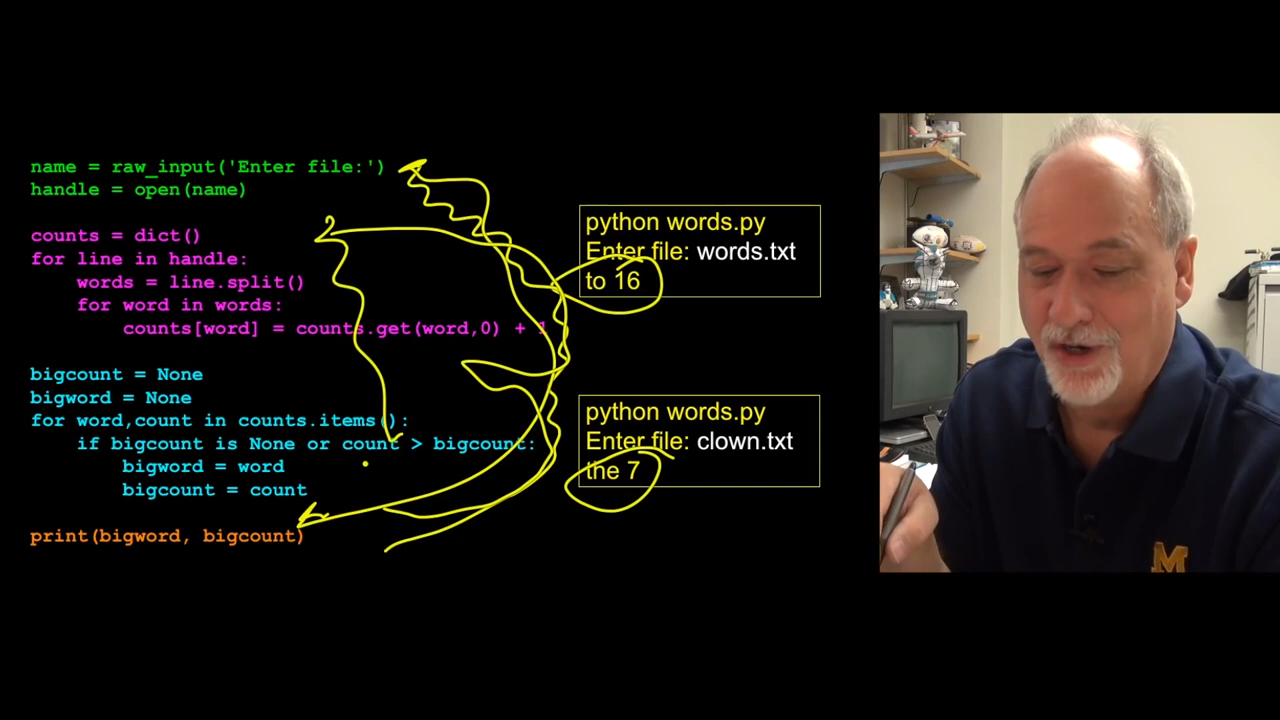 name = raw_input('Enter file:')
handle = open(name)
counts = dict()
for line in handle:
    words = line.split()
    for word in words:
        counts[word] = counts.get(word,0) + 1
bigcount = None
bigword = None
for word,count in counts.items():
    if bigcount is None or count > bigcount:
        bigword = word
        bigcount = count
print(bigword, bigcount)
python words.py
Enter file: words.txt
to 16
python words.py
Enter file: clown.txt
the 7
M